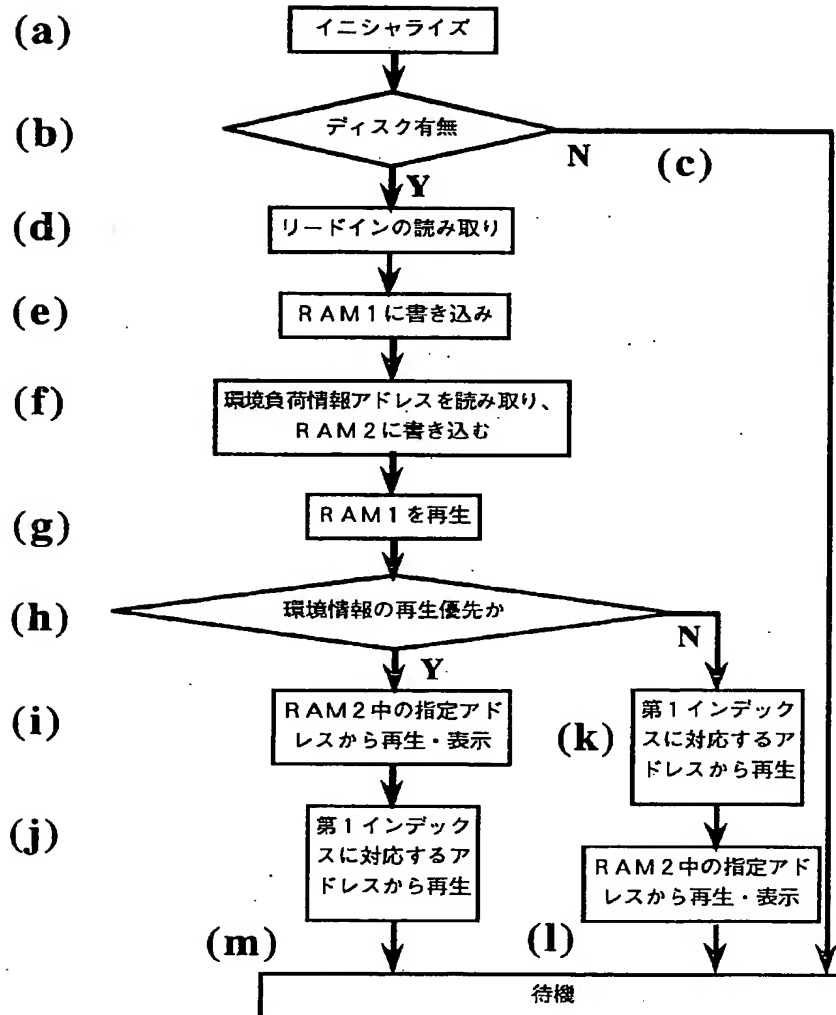 (a)
イニシャライズ
(b)
ディスク有無
N
(c)
Y
(d)
リードインの読み取り
(e)
RAM1に書き込み
(f)
環境負荷情報アドレスを読み取り、
RAM2に書き込む
(g)
RAM1を再生
(h)
環境情報の再生優先か
N
Y
(i)
RAM2中の指定アド
レスから再生・表示
(k)
第1インデック
スに対応するア
ドレスから再生
(j)
第1インデック
スに対応するア
ドレスから再生
RAM2中の指定アド
レスから再生・表示
(m)
(l)
待機